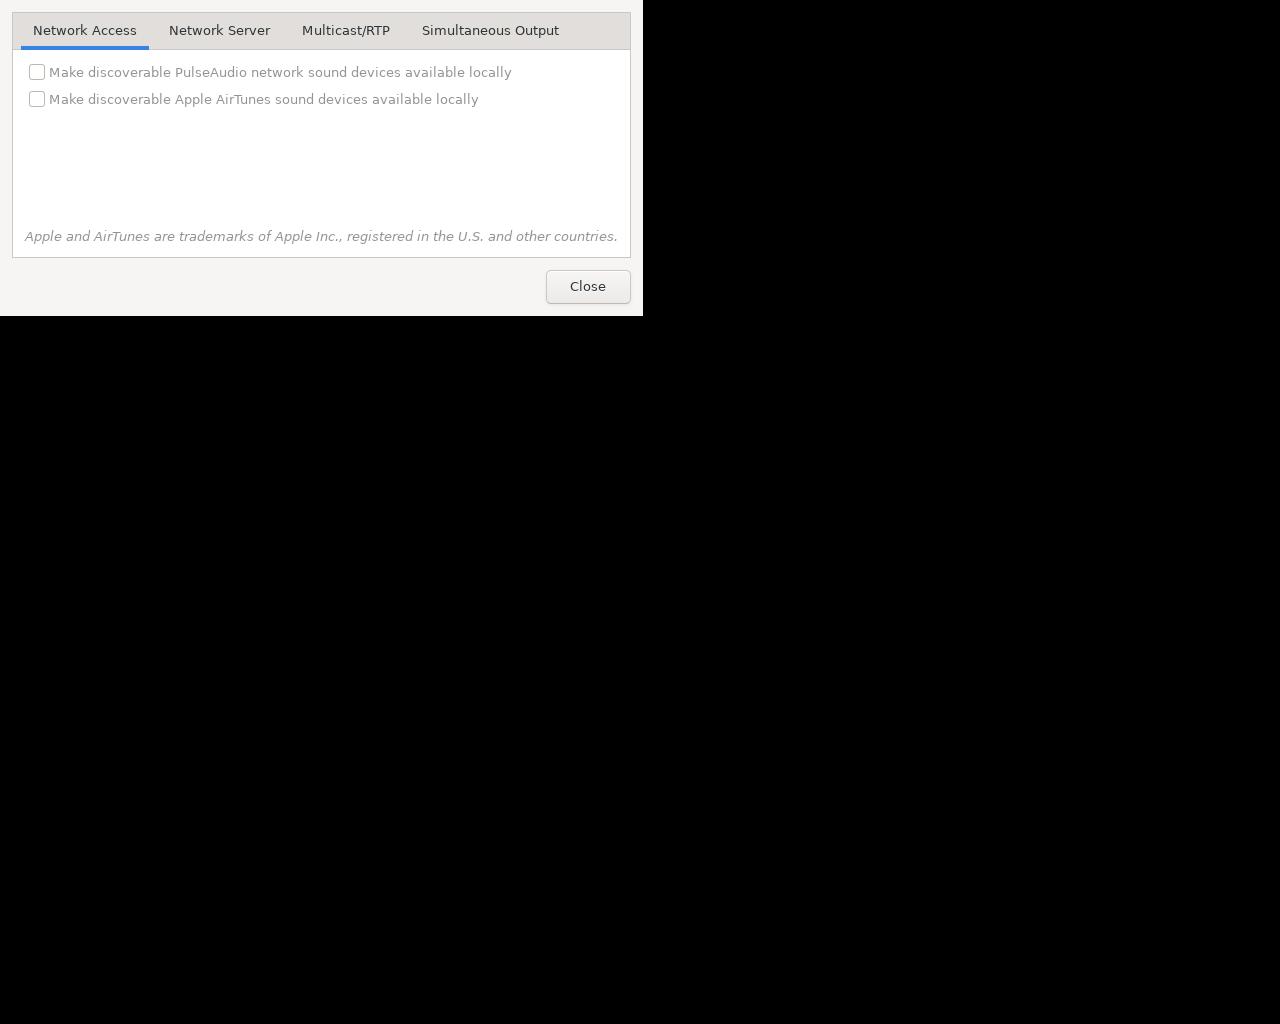 Network Access Network Server Multicast/RTP Simultaneous Output
Make discoverable PulseAudio network sound devices available locally
Make discoverable Apple AirTunes sound devices available locally
Apple and AirTunes are trademarks of Apple Inc., registered in the U.S. and other countries.
Close